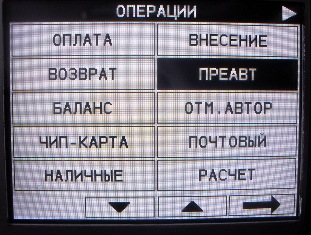 ОПЕРАЦИИ
ОПЛАТА ВНЕСЕНИЕ
ВОЗВРАТ ПРЕАВТ
БАЛАНС ОТМ.АВТОР
ЧИП-КАРТА ПОЧТОВЫЙ
НАЛИЧНЫЕ РАСЧЕТ